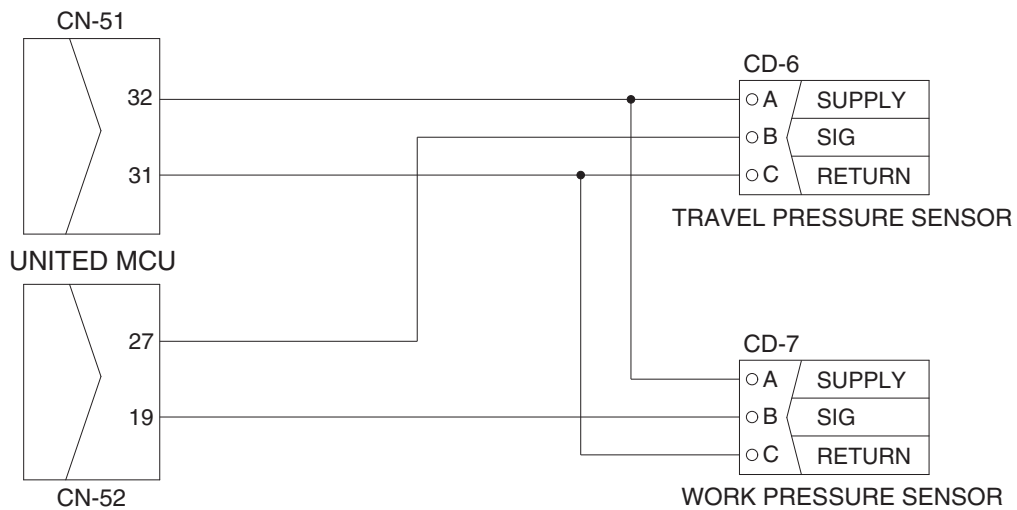 CN-51
32
31
UNITED MCU
27
19
CN-52
CD-6
A SUPPLY
B SIG
C RETURN
TRAVEL PRESSURE SENSOR
CD-7
A SUPPLY
B SIG
C RETURN
WORK PRESSURE SENSOR